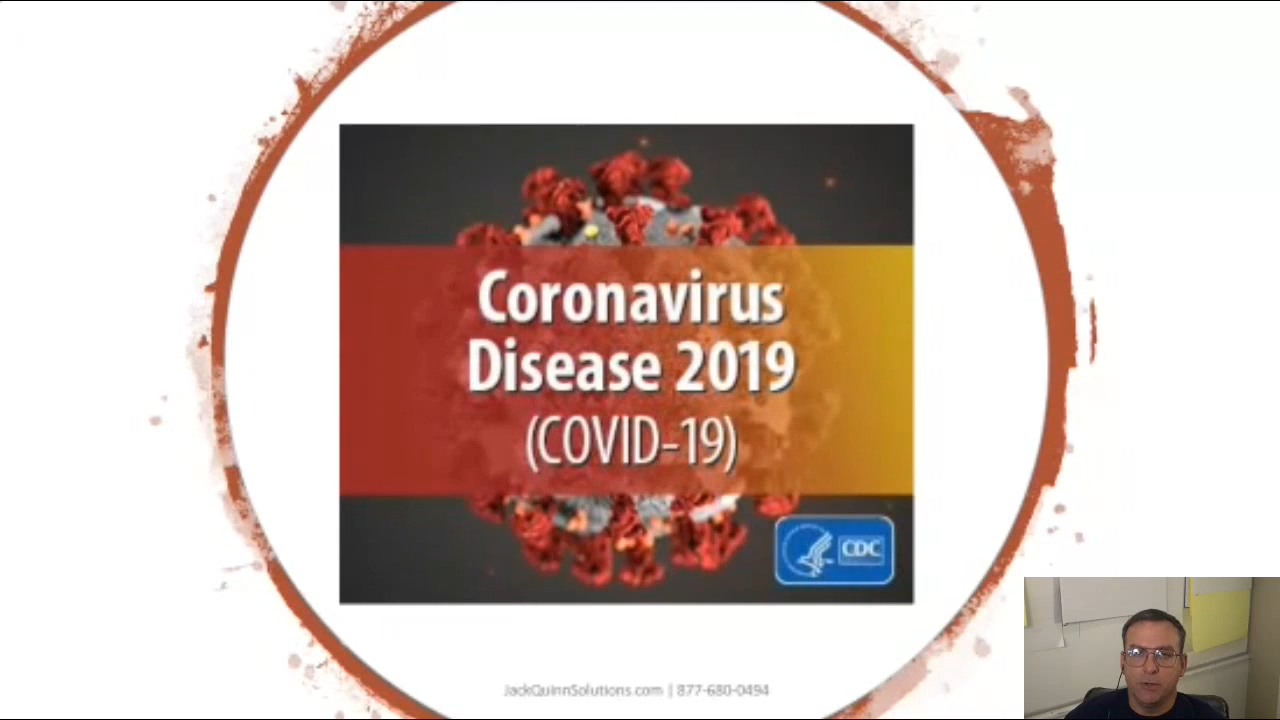 Coronavirus
Disease 2019
(COVID-19)
CDC
JackQuinnSolutions.com | 877-680-0494